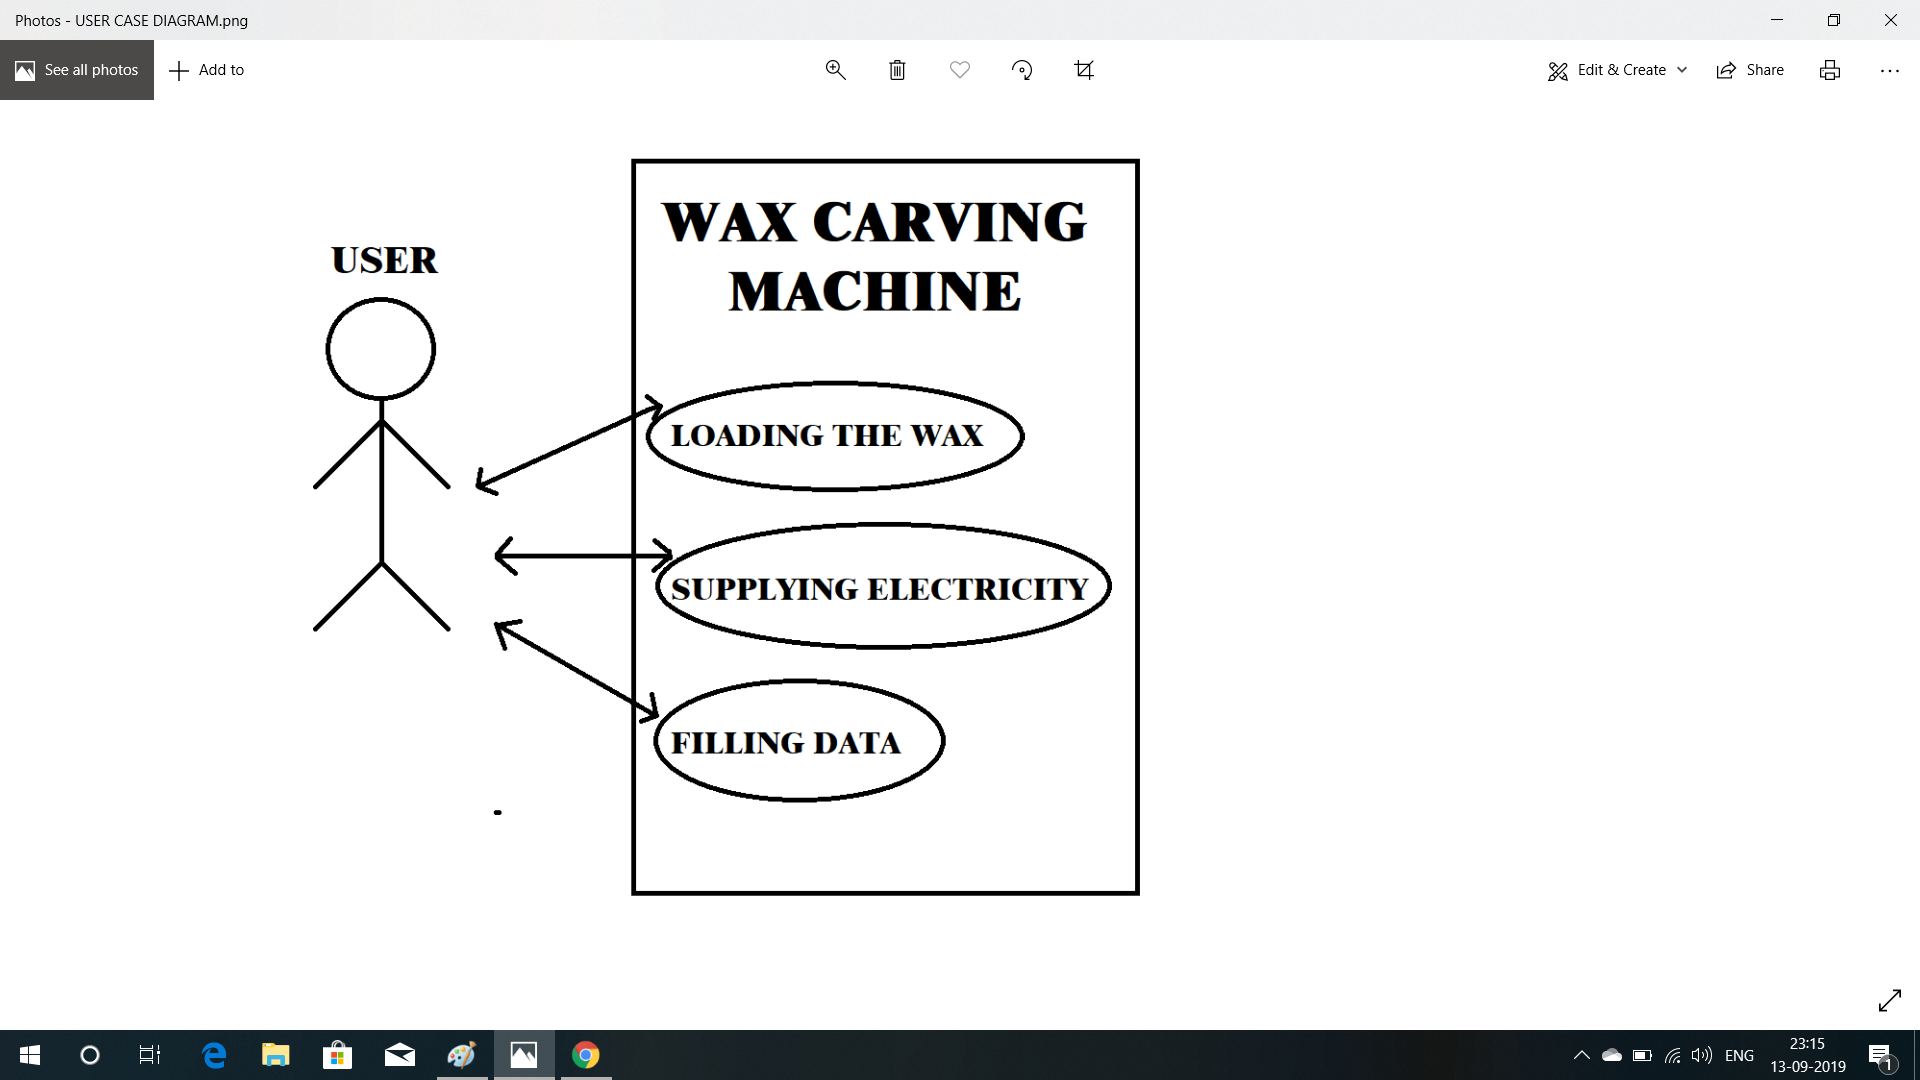 Photos - USER CASE DIAGRAM.png
See all photos
Add to
Edit & Create
Share
WAX CARVING
MACHINE
USER
LOADING THE WAX
SUPPLYING ELECTRICITY
FILLING DATA
ENG
23:15
13-09-2019
1